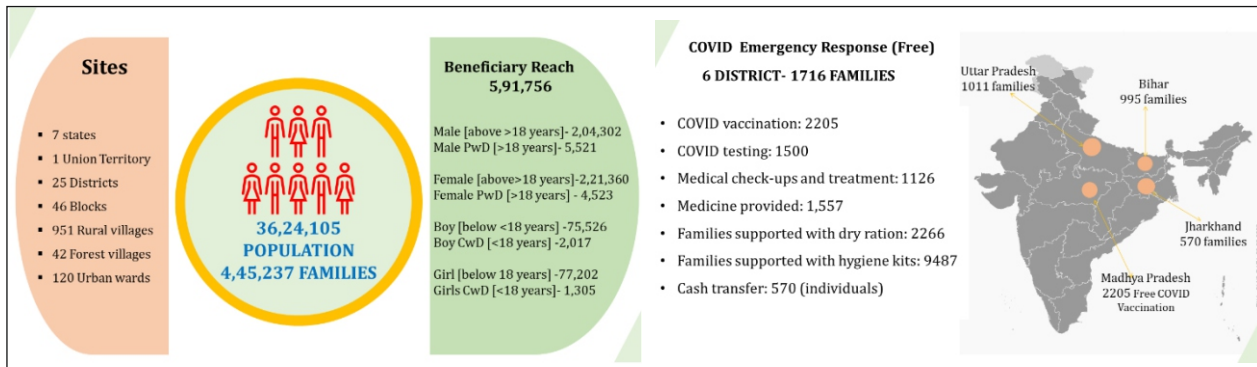 Sites
▪ 7 states
▪ 1 Union Territory
▪ 25 Districts
▪ 46 Blocks
▪ 951 Rural villages
▪ 42 Forest villages
▪ 120 Urban wards
36,24,105
POPULATION
4,45,237 FAMILIES
Beneficiary Reach
5,91,756
Male [above >18 years]- 2,04,302
Male PwD [>18 years]- 5,521
Female [above>18 years]-2,21,360
Female PwD [>18 years]- 4,523
Boy [below <18 years] -75,526
Boy CwD [<18 years] -2,017
Girl [below 18 years] -77,202
Girls CwD [<18 years]- 1,305
COVID Emergency Response (Free)
6 DISTRICT- 1716 FAMILIES
• COVID vaccination: 2205
• COVID testing: 1500
• Medical check-ups and treatment: 1126
• Medicine provided: 1,557
• Families supported with dry ration: 2266
• Families supported with hygiene kits: 9487
• Cash transfer: 570 (individuals)
Uttar Pradesh
1011 families
Bihar
995 families
Jharkhand
570 families
Madhya Pradesh
2205 Free COVID
Vaccination